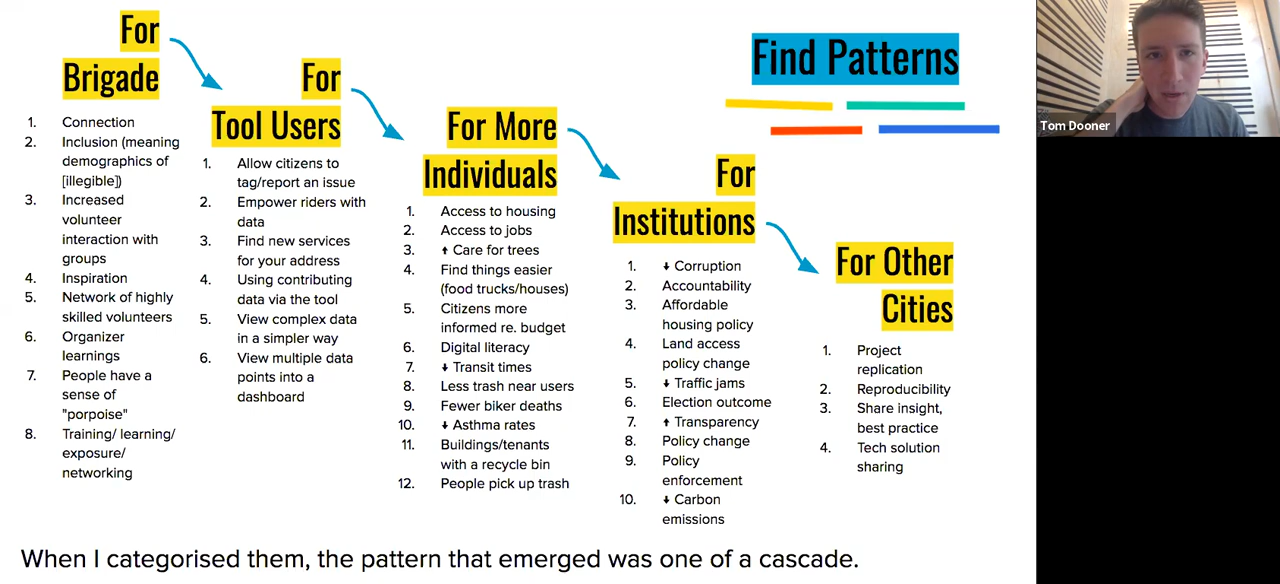 For
Brigade
1. Connection
2. Inclusion (meaning
demographics of
[illegible])
3. Increased
volunteer
interaction with
groups
4. Inspiration
5. Network of highly
skilled volunteers
6. Organizer
learnings
7. People have a
sense of
"porpoise"
8. Training/ learning/
exposure/
networking
For
Tool Users
1. Allow citizens to
tag/report an issue
2. Empower riders with
data
3. Find new services
for your address
4. Using contributing
data via the tool
5. View complex data
in a simpler way
6. View multiple data
points into a
dashboard
For More
Individuals
1. Access to housing
2. Access to jobs
3. ↑ Care for trees
4. Find things easier
(food trucks/houses)
5. Citizens more
informed re. budget
6. Digital literacy
7. ↓ Transit times
8. Less trash near users
9. Fewer biker deaths
10. ↓ Asthma rates
11. Buildings/tenants
with a recycle bin
12. People pick up trash
For
Institutions
1. ↓ Corruption
2. Accountability
3. Affordable
housing policy
4. Land access
policy change
5. ↓ Traffic jams
6. Election outcome
7. ↑ Transparency
8. Policy change
9. Policy
enforcement
10. ↓ Carbon
emissions
For Other
Cities
1. Project
replication
2. Reproducibility
3. Share insight,
best practice
4. Tech solution
sharing
Find Patterns
Tom Dooner
When I categorised them, the pattern that emerged was one of a cascade.